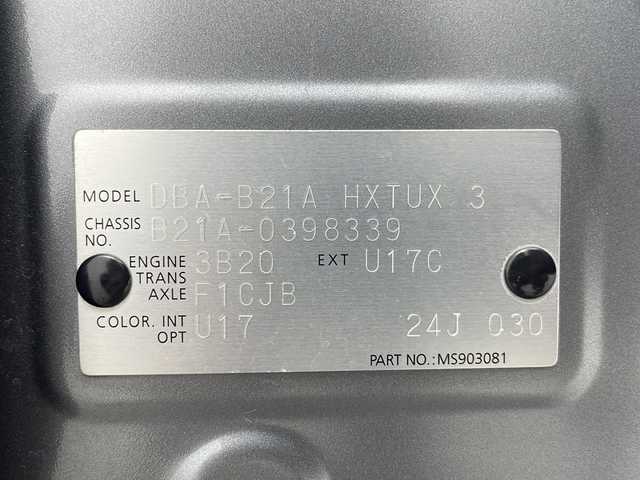 MODEL DBA-B21A HXTUX 3
CHASSIS NO. B21A-0398339
ENGINE 3B20 EXT U17C
TRANS AXLE F1CJB
COLOR. INT OPT U17 24J 030
PART NO.:MS903081